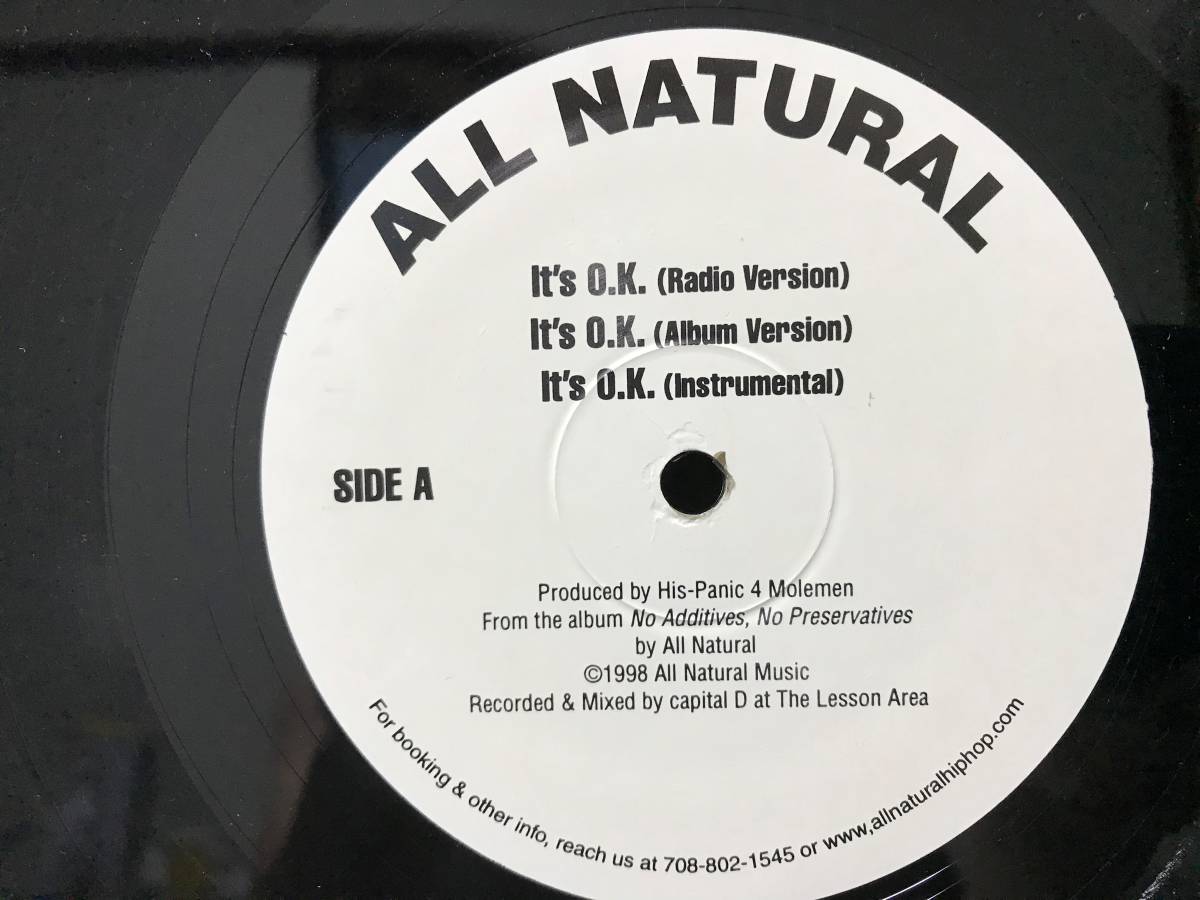 ALL NATURAL
It's O.K. (Radio Version)
It's O.K. (Album Version)
It's O.K. (Instrumental)
SIDE A
Produced by His-Panic 4 Molemen
From the album No Additives, No Preservatives
by All Natural
©1998 All Natural Music
Recorded & Mixed by capital D at The Lesson Area
For booking & other info, reach us at 708-802-1545 or www,allnaturalhiphop.com